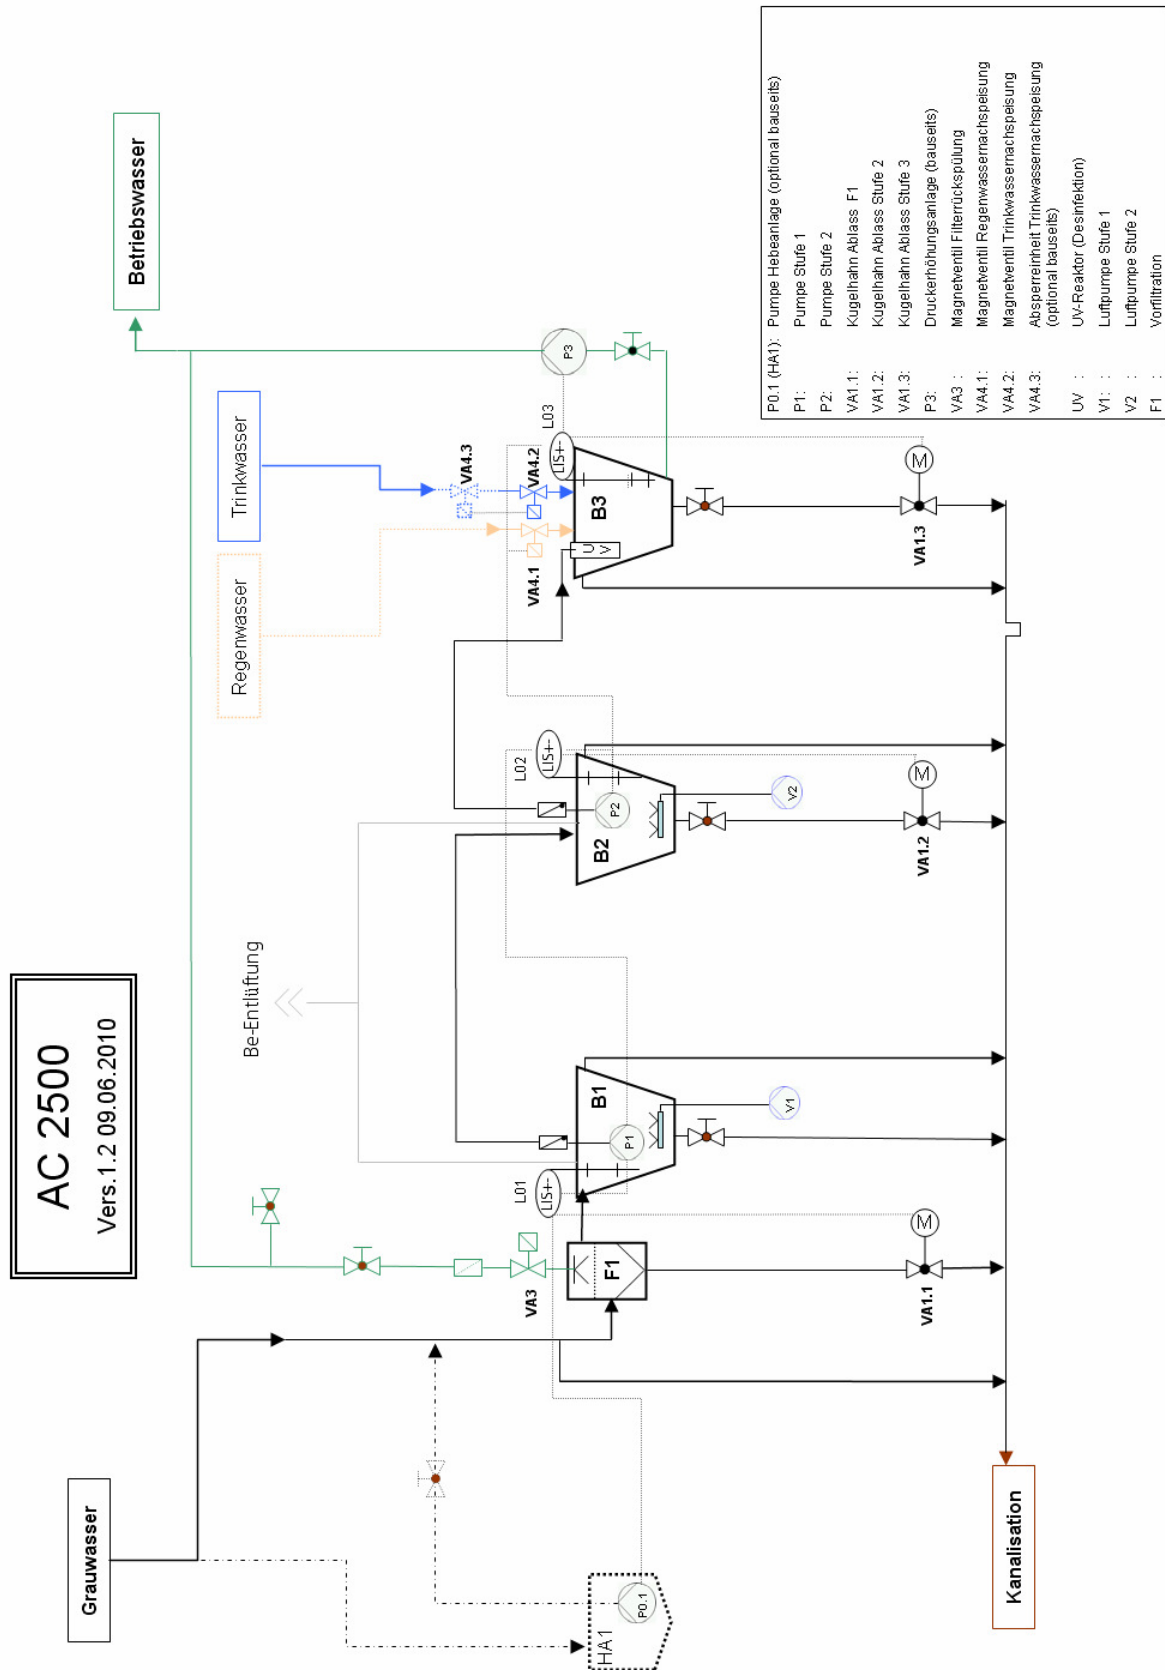 AC 2500
Vers.1.2 09.06.2010
Grauwasser
Be-Entlüftung
Regenwasser
Trinkwasser
Betriebswasser
HA1
P0.1
VA3
F1
L01
LIS+-
B1
P1
V1
VA1.1
M
L02
LIS+-
B2
P2
V2
VA1.2
M
VA4.1
VA4.3
VA4.2
L03
LIS+-
B3
U
V
P3
VA1.3
M
Kanalisation
P0.1 (HA1): Pumpe Hebeanlage (optional bauseits)
P1: Pumpe Stufe 1
P2: Pumpe Stufe 2
VA1.1: Kugelhahn Ablass F1
VA1.2: Kugelhahn Ablass Stufe 2
VA1.3: Kugelhahn Ablass Stufe 3
P3: Druckerhöhungsanlage (bauseits)
VA3 : Magnetventil Filterrückspülung
VA4.1: Magnetventil Regenwassernachspeisung
VA4.2: Magnetventil Trinkwassernachspeisung
VA4.3: Absperreinheit Trinkwassernachspeisung
(optional bauseits)
UV : UV-Reaktor (Desinfektion)
V1: : Luftpumpe Stufe 1
V2 : Luftpumpe Stufe 2
F1 : Vorfiltration